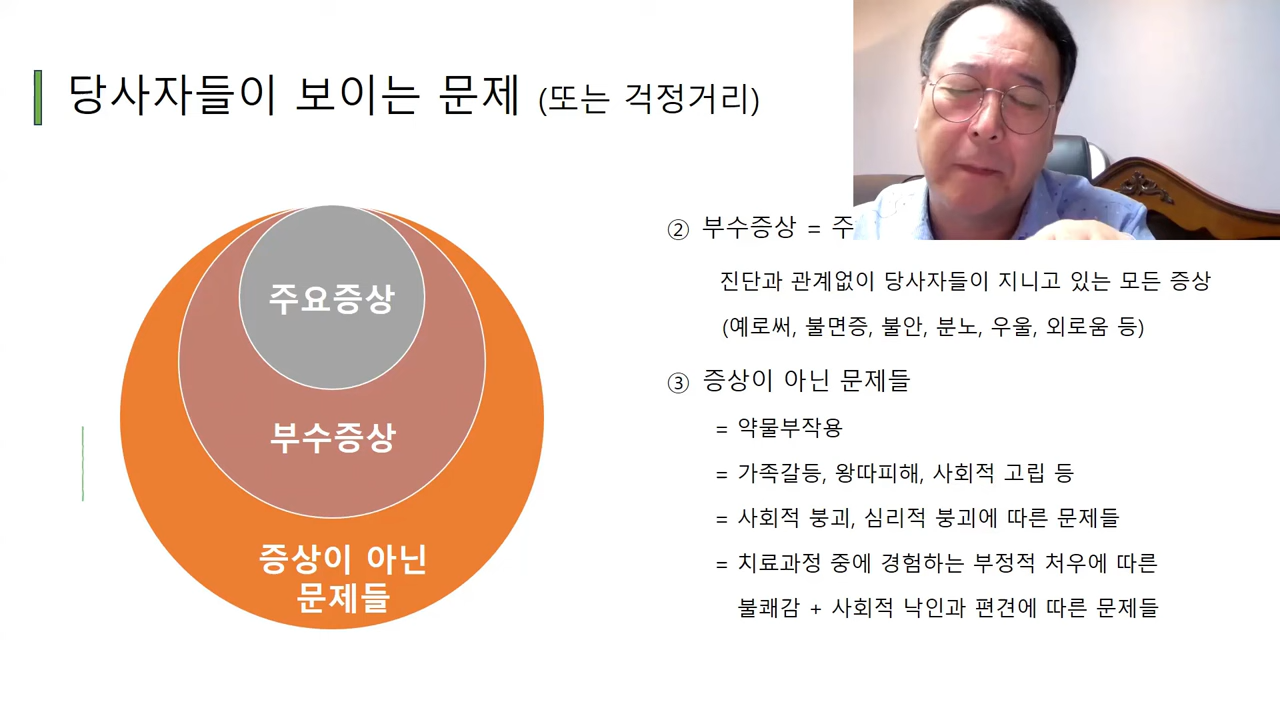 당사자들이 보이는 문제 (또는 걱정거리)
주요증상
부수증상
증상이 아닌
문제들
② 부수증상 = 주
진단과 관계없이 당사자들이 지니고 있는 모든 증상
(예로써, 불면증, 불안, 분노, 우울, 외로움 등)
③ 증상이 아닌 문제들
= 약물부작용
= 가족갈등, 왕따피해, 사회적 고립 등
= 사회적 붕괴, 심리적 붕괴에 따른 문제들
= 치료과정 중에 경험하는 부정적 처우에 따른
불쾌감 + 사회적 낙인과 편견에 따른 문제들